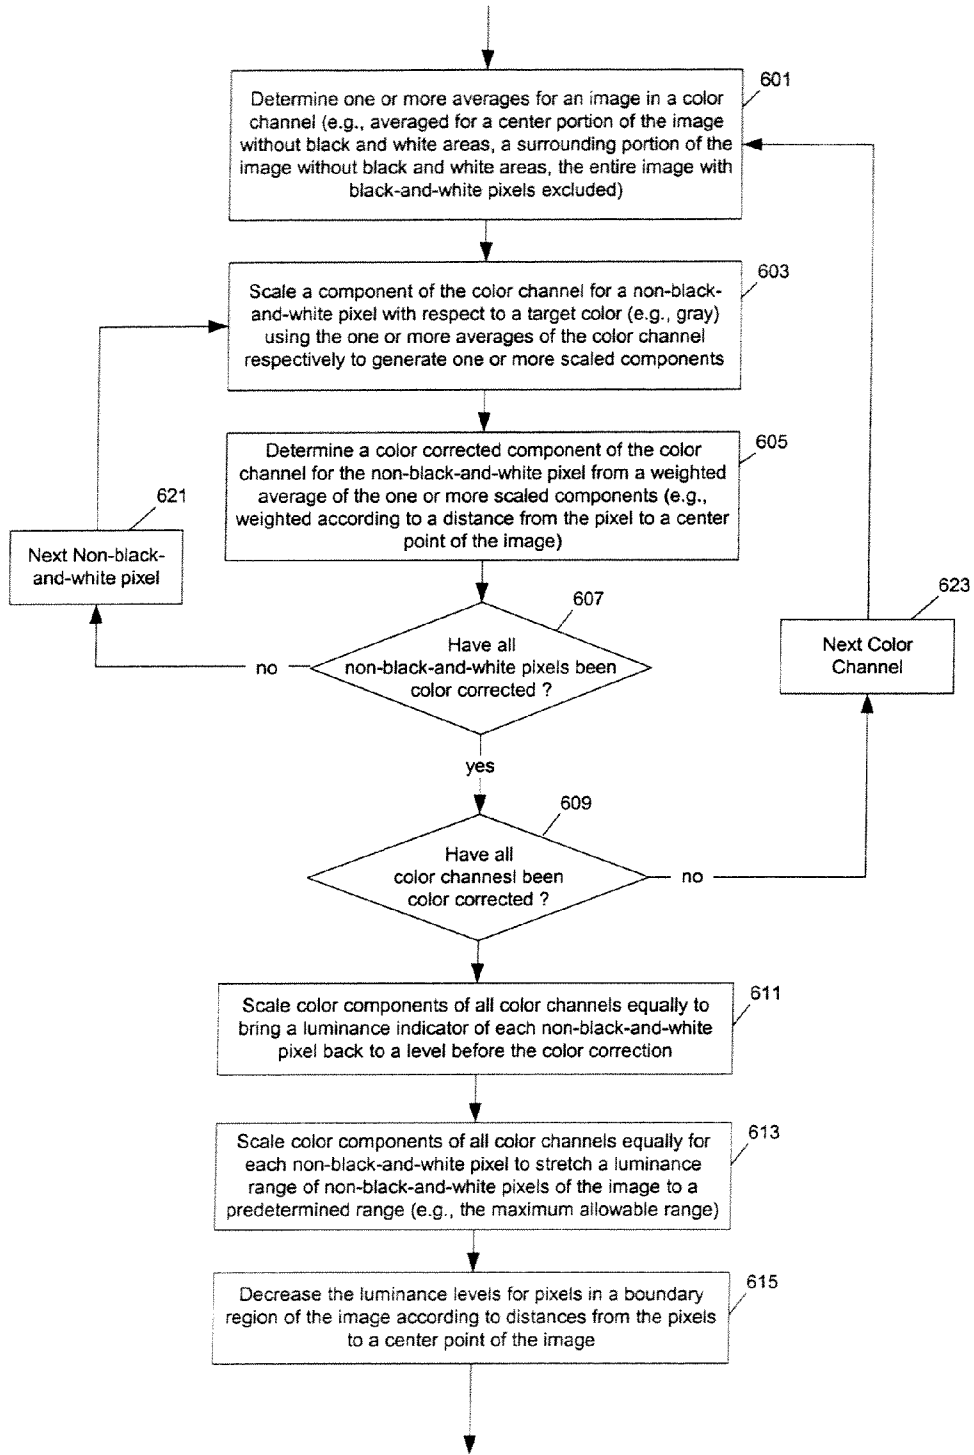 601
Determine one or more averages for an image in a color
channel (e.g., averaged for a center portion of the image
without black and white areas, a surrounding portion of the
image without black and white areas, the entire image with
black-and-white pixels excluded)
603
Scale a component of the color channel for a non-black-
and-white pixel with respect to a target color (e.g., gray)
using the one or more averages of the color channel
respectively to generate one or more scaled components
605
Determine a color corrected component of the color
channel for the non-black-and-white pixel from a weighted
average of the one or more scaled components (e.g.,
weighted according to a distance from the pixel to a center
point of the image)
621
Next Non-black-
and-white pixel
607
Have all
non-black-and-white pixels been
color corrected ?
no
yes
623
Next Color
Channel
609
Have all
color channesl been
color corrected ?
no
611
Scale color components of all color channels equally to
bring a luminance indicator of each non-black-and-white
pixel back to a level before the color correction
613
Scale color components of all color channels equally for
each non-black-and-white pixel to stretch a luminance
range of non-black-and-white pixels of the image to a
predetermined range (e.g., the maximum allowable range)
615
Decrease the luminance levels for pixels in a boundary
region of the image according to distances from the pixels
to a center point of the image